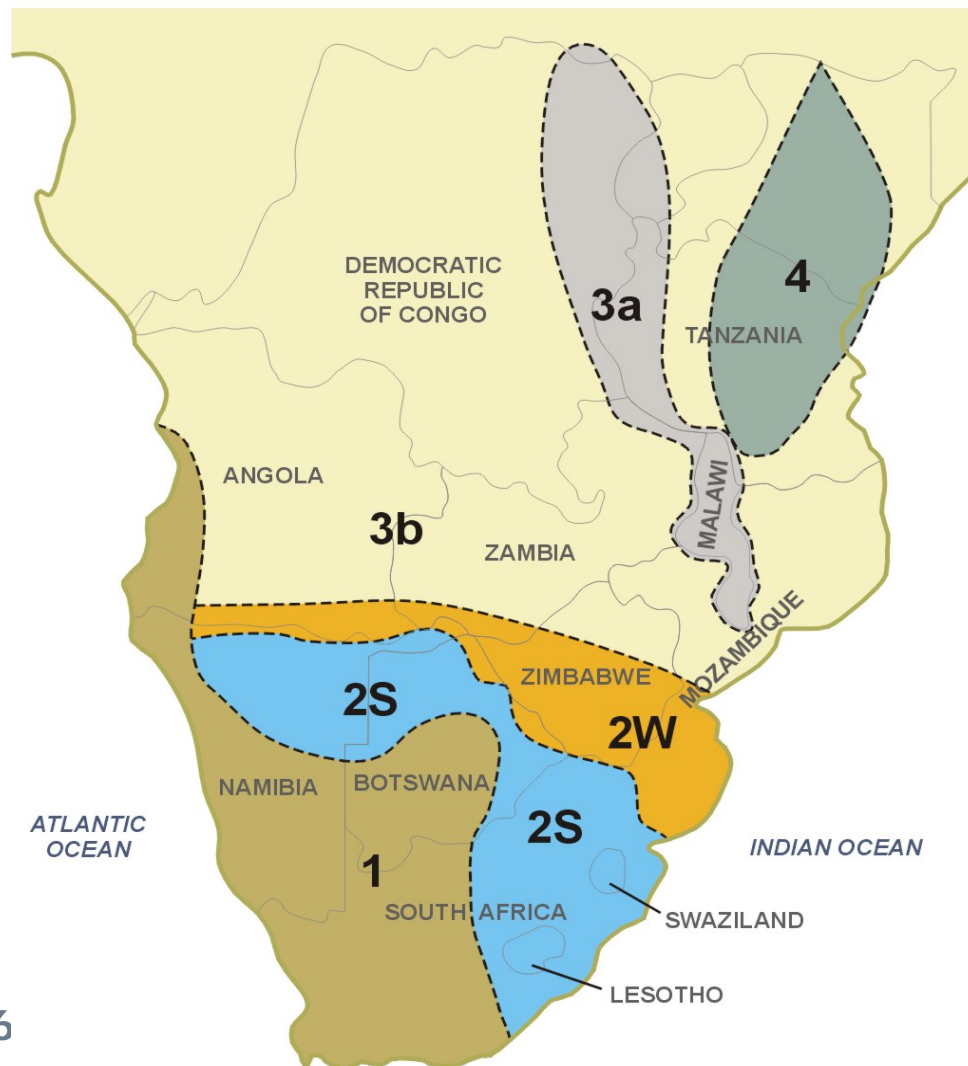 DEMOCRATIC
REPUBLIC
OF CONGO
3a
4
TANZANIA
ANGOLA
3b
ZAMBIA
MALAWI
MOZAMBIQUE
ZIMBABWE
2S
2W
NAMIBIA
BOTSWANA
ATLANTIC
OCEAN
2S
INDIAN OCEAN
1
SOUTH AFRICA
SWAZILAND
LESOTHO
6